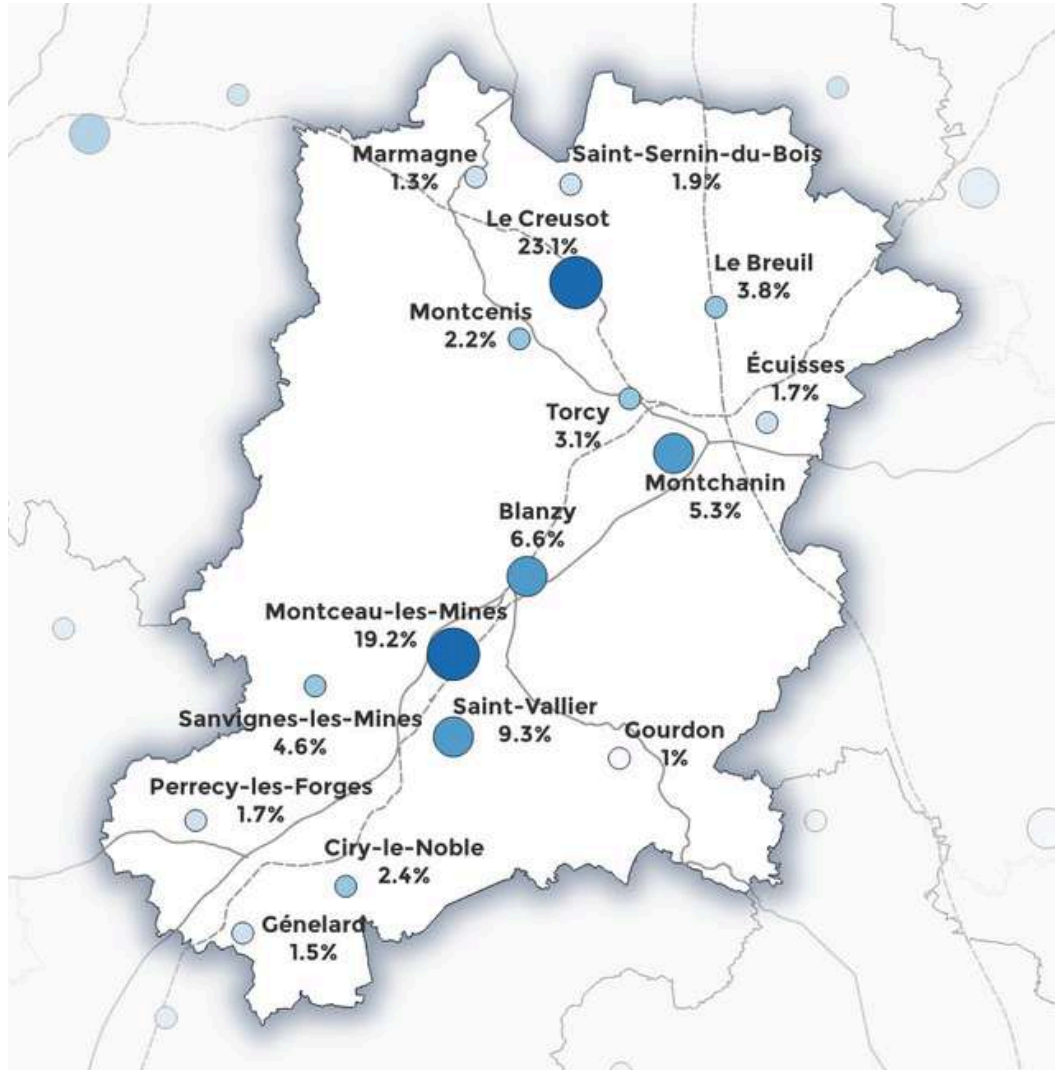 Marmagne
1.3%
Saint-Sernin-du-Bois
1.9%
Le Creusot
23.1%
Le Breuil
3.8%
Montcenis
2.2%
Écuisses
1.7%
Torcy
3.1%
Montchanin
5.3%
Blanzy
6.6%
Montceau-les-Mines
19.2%
Saint-Vallier
9.3%
Sanvignes-les-Mines
4.6%
Gourdon
1%
Perrecy-les-Forges
1.7%
Ciry-le-Noble
2.4%
Génelard
1.5%